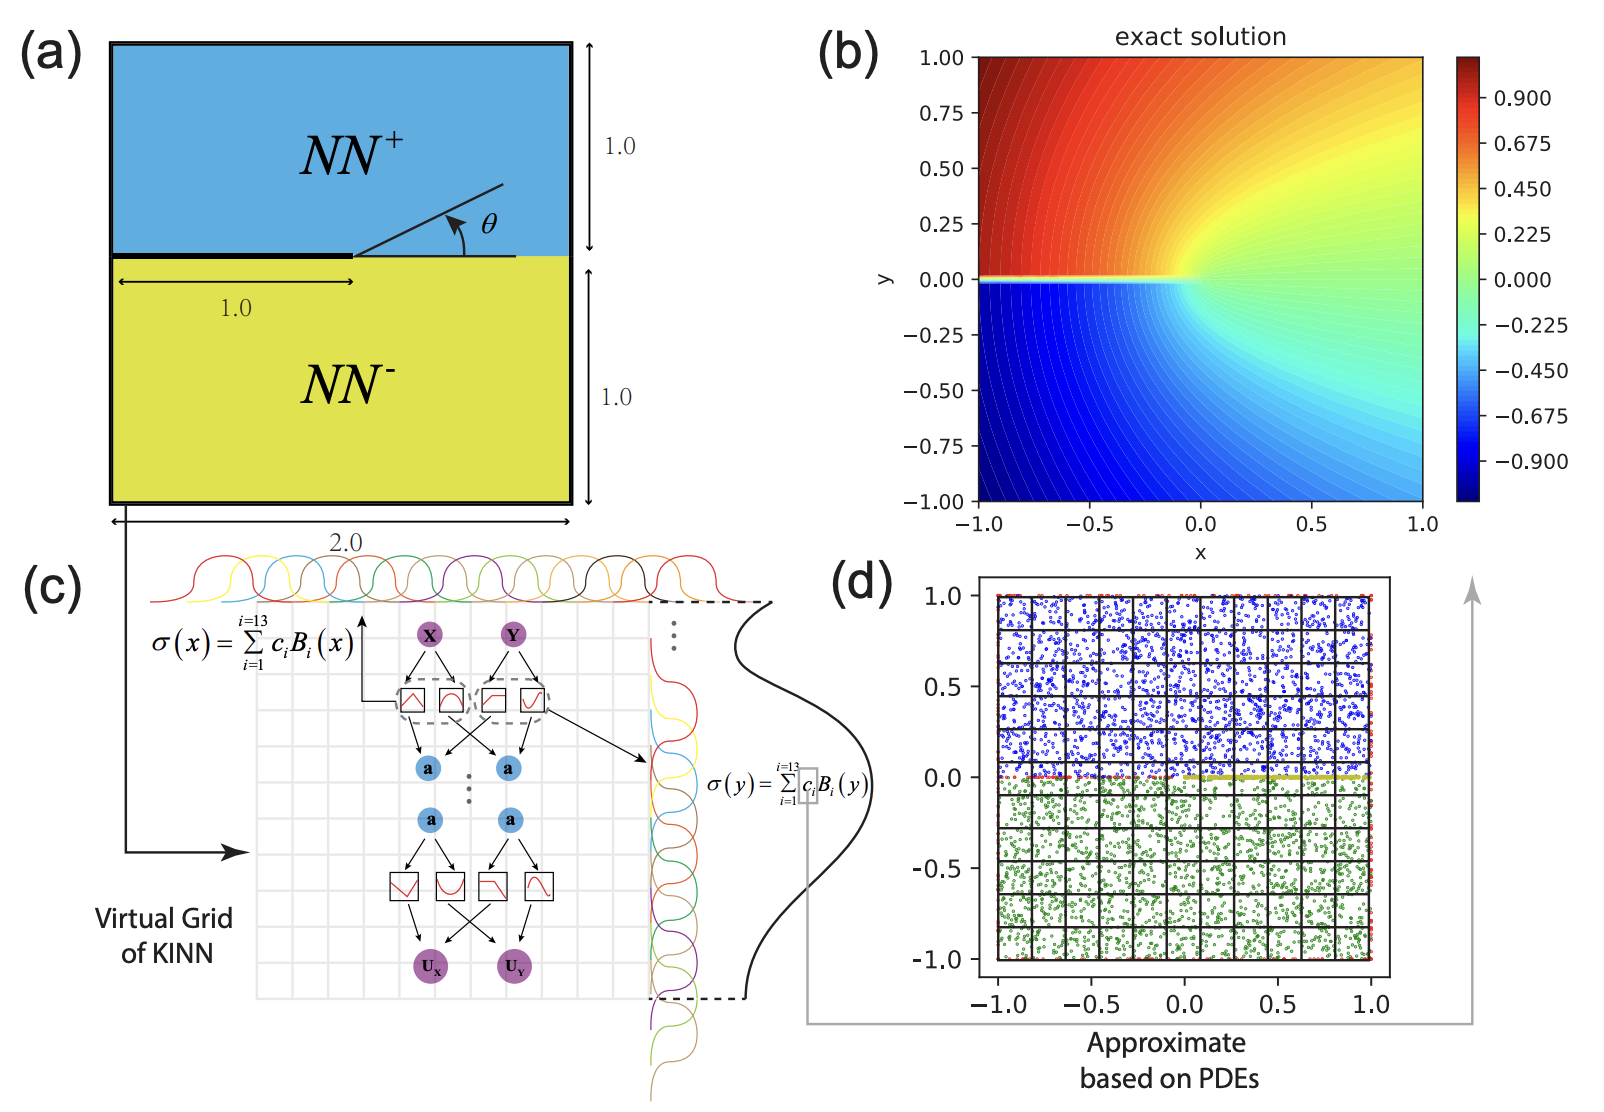 (a)
NN⁺
1.0
θ
1.0
NN⁻
1.0
2.0
(b)
exact solution
1.00
0.75
0.50
0.25
0.00
−0.25
−0.50
−0.75
−1.00
y
−1.0 −0.5 0.0 0.5 1.0
x
0.900
0.675
0.450
0.225
0.000
−0.225
−0.450
−0.675
−0.900
(c)
σ(x) = ∑_{i=1}^{i=13} c_i B_i(x)
X Y
a a
a a
U_X U_Y
σ(y) = ∑_{i=1}^{i=13} c_i B_i(y)
Virtual Grid
of KINN
(d)
1.0
0.5
0.0
-0.5
-1.0
−1.0 −0.5 0.0 0.5 1.0
Approximate
based on PDEs